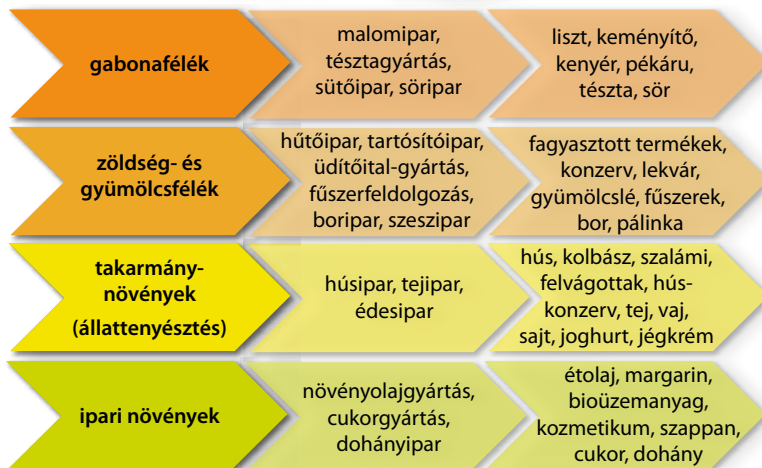 gabonafélék
malomipar,
tésztagyártás,
sütőipar, söripar
liszt, keményítő,
kenyér, pékáru,
tészta, sör
zöldség- és
gyümölcsfélék
hűtőipar, tartósítóipar,
üdítőital-gyártás,
fűszerfeldolgozás,
boripar, szeszipar
fagyasztott termékek,
konzerv, lekvár,
gyümölcslé, fűszerek,
bor, pálinka
takarmány-
növények
(állattenyésztés)
húsipar, tejipar,
édesipar
hús, kolbász, szalámi,
felvágottak, hús-
konzerv, tej, vaj,
sajt, joghurt, jégkrém
ipari növények
növényolajgyártás,
cukorgyártás,
dohányipar
étolaj, margarin,
bioüzemanyag,
kozmetikum, szappan,
cukor, dohány